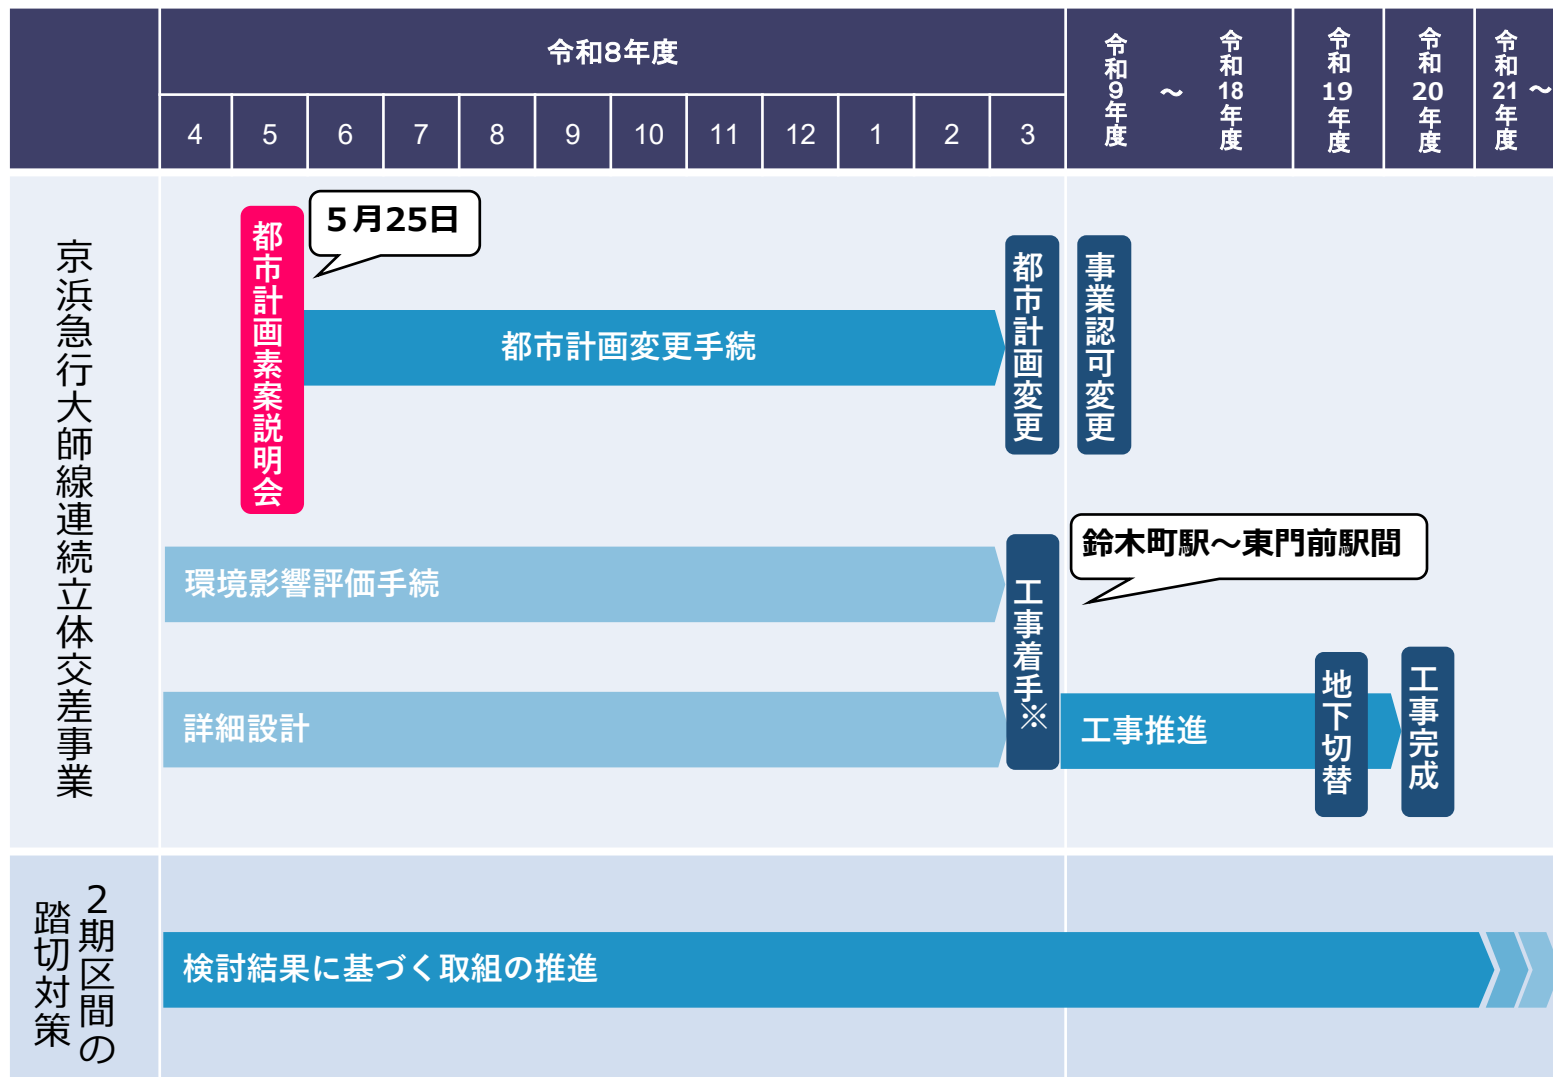 令和8年度
令和9年度
～
令和18年度
令和19年度
令和20年度
令和21年度～
4 5 6 7 8 9 10 11 12 1 2 3
京浜急行大師線連続立体交差事業
都市計画素案説明会
５月25日
都市計画変更手続
都市計画変更
事業認可変更
環境影響評価手続
工事着手※
鈴木町駅～東門前駅間
詳細設計
工事推進
地下切替
工事完成
２期区間の
踏切対策
検討結果に基づく取組の推進